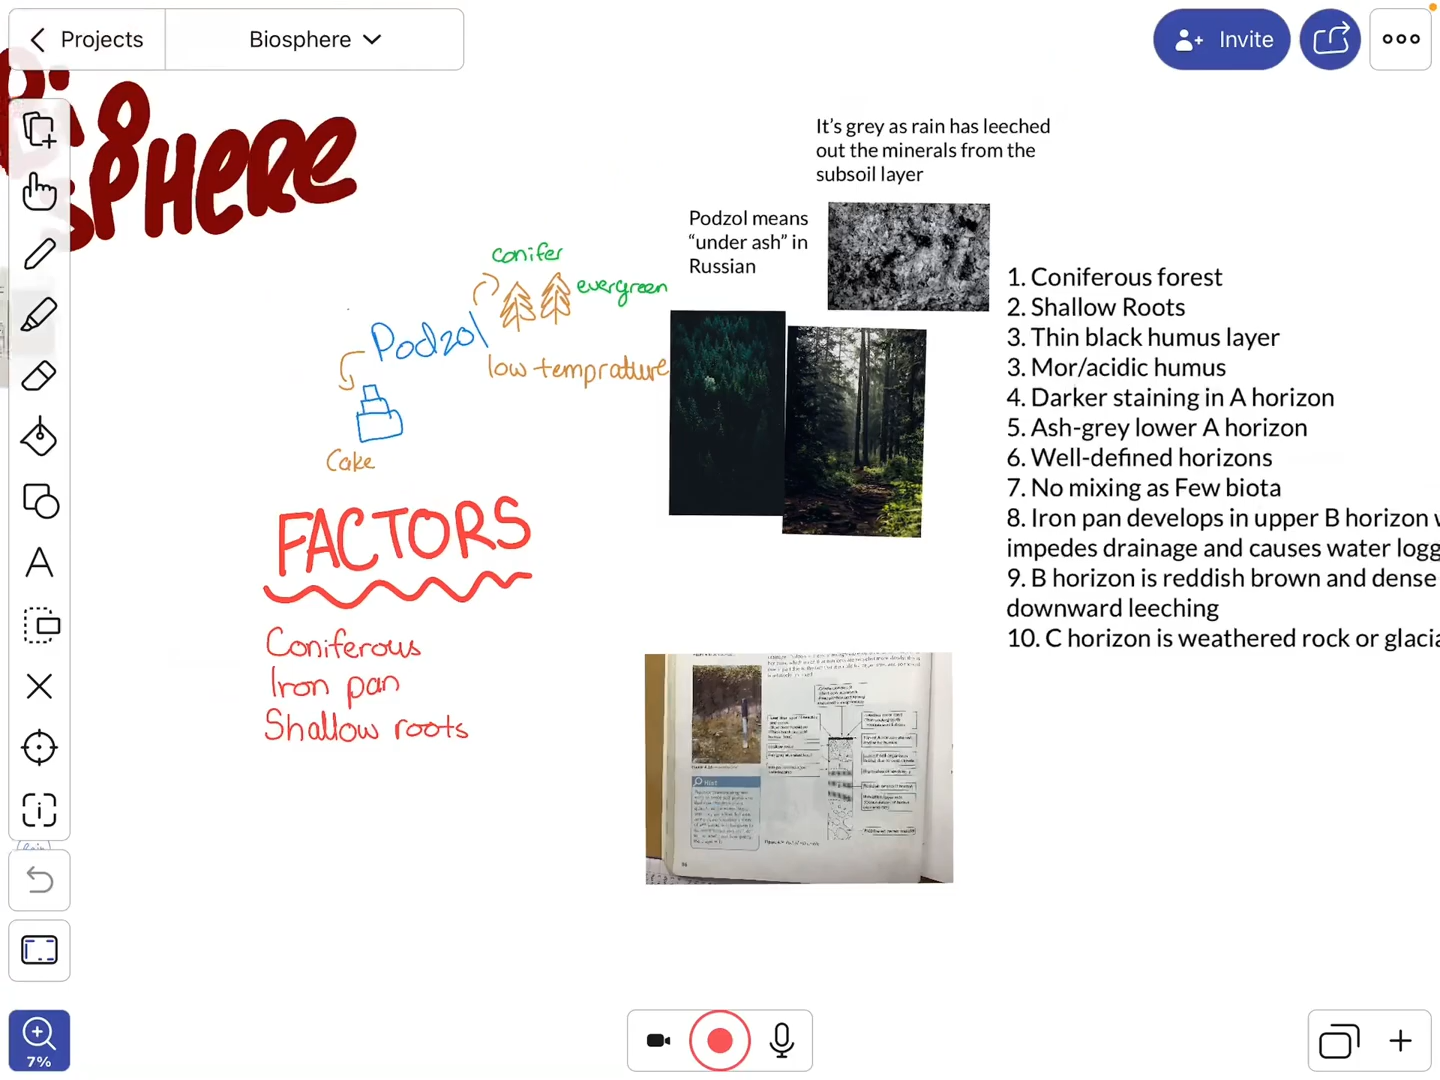 Projects
Biosphere
Invite
BIO
SPHERE
It's grey as rain has leeched
out the minerals from the
subsoil layer
Podzol means
“under ash” in
Russian
conifer
evergreen
Podzol
low temprature
Cake
1. Coniferous forest
2. Shallow Roots
3. Thin black humus layer
3. Mor/acidic humus
4. Darker staining in A horizon
5. Ash-grey lower A horizon
6. Well-defined horizons
7. No mixing as Few biota
8. Iron pan develops in upper B horizon
impedes drainage and causes water logg
9. B horizon is reddish brown and dense
downward leeching
10. C horizon is weathered rock or glacia
FACTORS
Coniferous
Iron pan
Shallow roots
Hint
Rain
7%